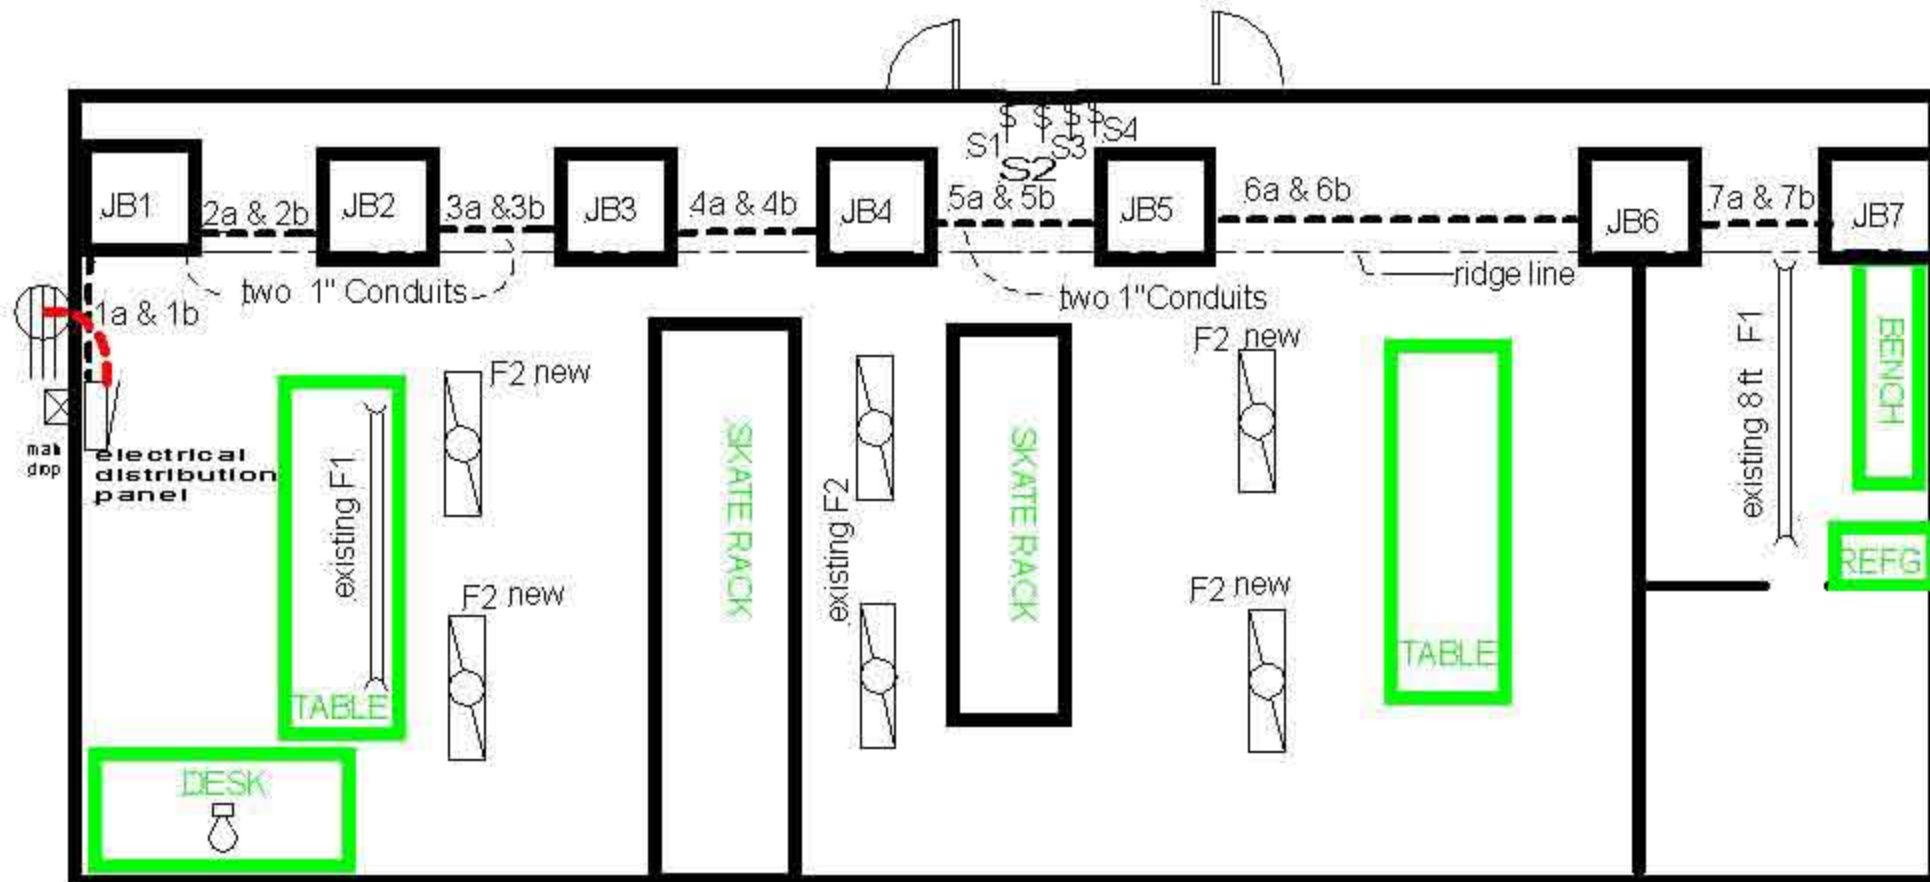 $ $ $ $
S1 S3 S4
S2
JB1
2a & 2b
JB2
3a &3b
JB3
4a & 4b
JB4
5a & 5b
JB5
6a & 6b
JB6
7a & 7b
JB7
two 1" Conduits
two 1"Conduits
ridge line
1a & 1b
F2 new
F2 new
existing 8 ft F1
BENCH
main
drop
electrical
distribution
panel
existing F1
SKATE RACK
existing F2
SKATE RACK
REFG
F2 new
F2 new
TABLE
TABLE
DESK